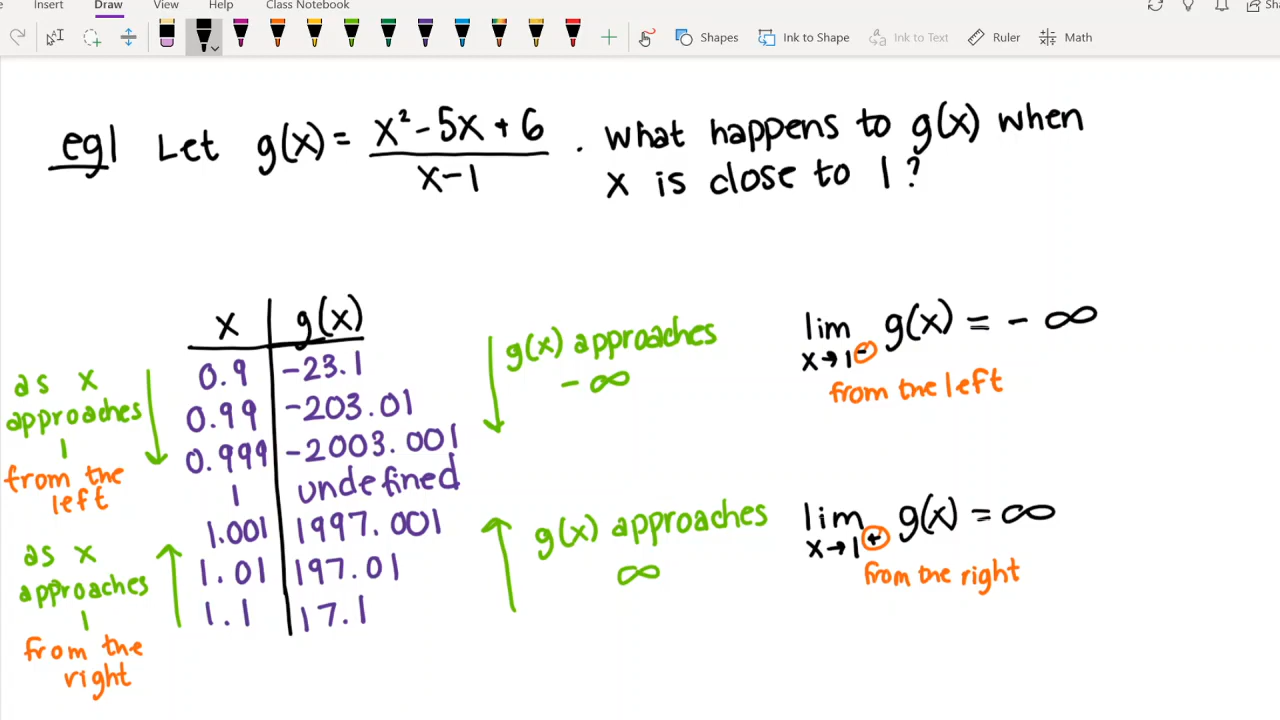 Insert Draw View Help Class Notebook Sha
Shapes Ink to Shape Ink to Text Ruler Math
eg1 Let g(x) = (x² - 5x + 6)/(x - 1) . What happens to g(x) when
x is close to 1?
x g(x)
0.9 -23.1
0.99 -203.01
0.999 -2003.001
1 undefined
1.001 1997.001
1.01 197.01
1.1 17.1
as x
approaches
1
from the
left
as x
approaches
1
from the
right
g(x) approaches
-∞
g(x) approaches
∞
lim g(x) = -∞
x→1⁻
from the left
lim g(x) = ∞
x→1⁺
from the right